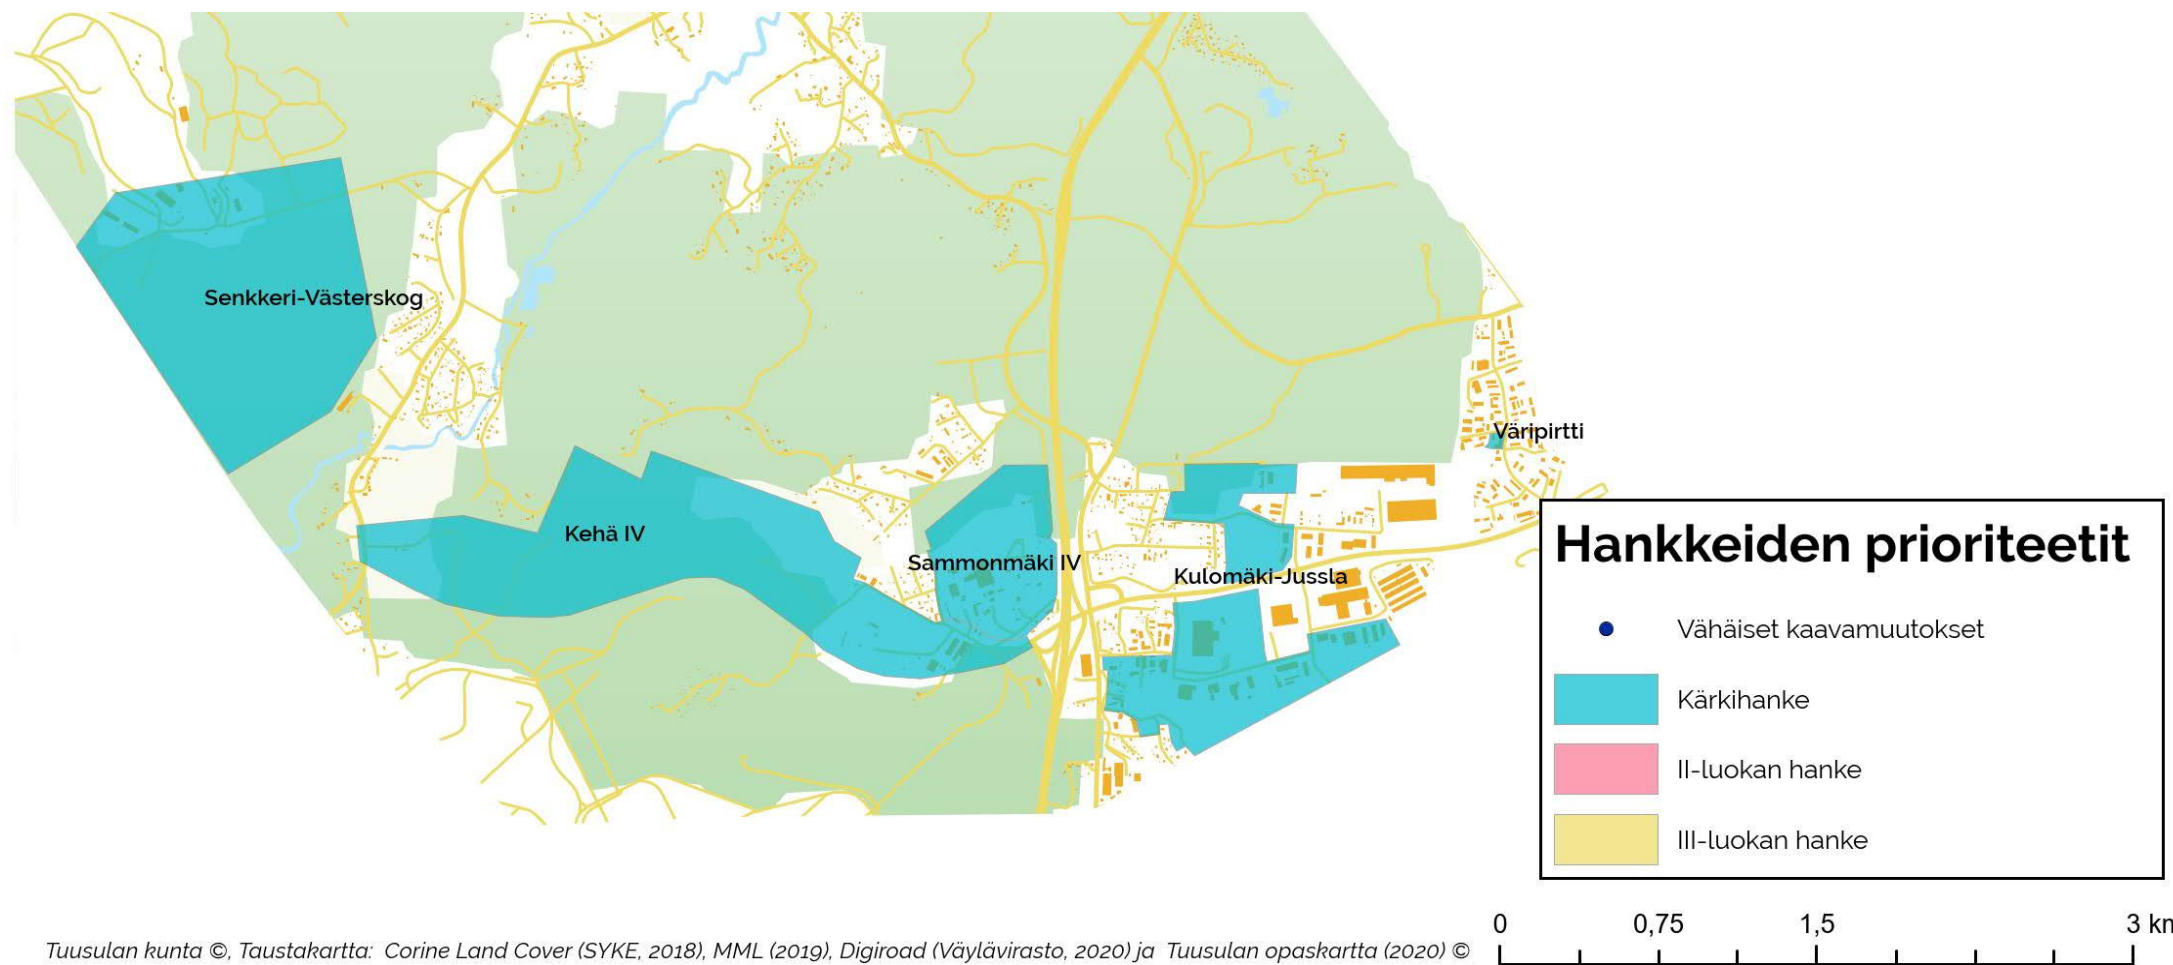 Senkkeri-Västerskog
Väripirtti
Kehä IV
Sammonmäki IV
Kulomäki-Jussla
Hankkeiden prioriteetit
Vähäiset kaavamuutokset
Kärkihanke
II-luokan hanke
III-luokan hanke
0 0,75 1,5 3 km
Tuusulan kunta ©, Taustakartta: Corine Land Cover (SYKE, 2018), MML (2019), Digiroad (Väylävirasto, 2020) ja Tuusulan opaskartta (2020) ©